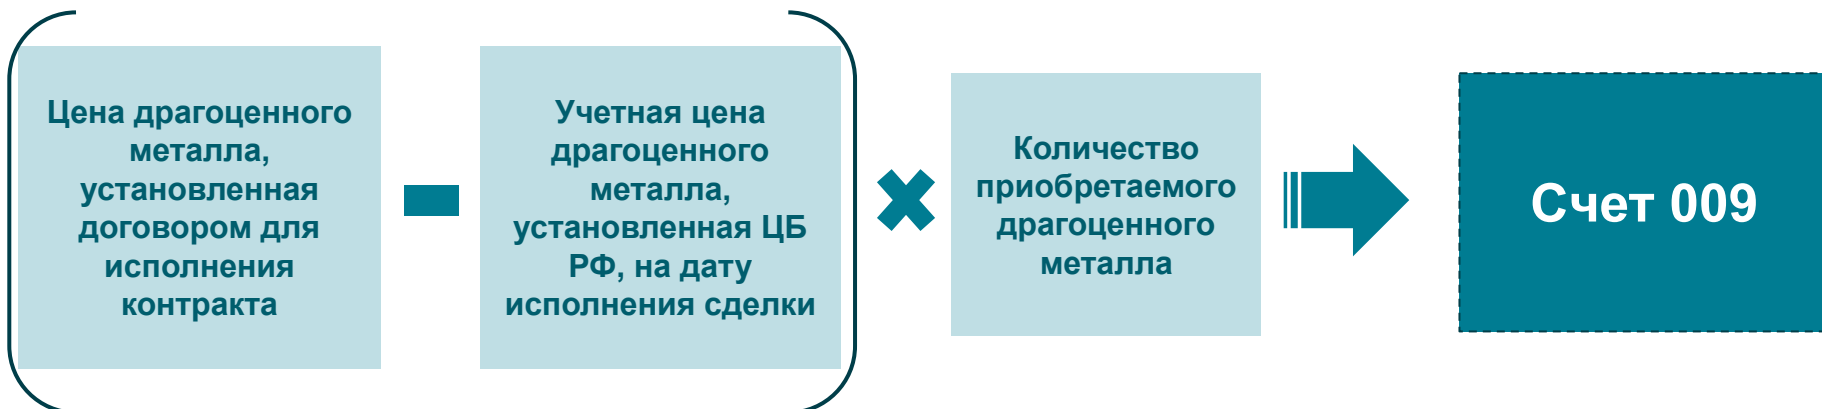 Цена драгоценного
металла,
установленная
договором для
исполнения
контракта
Учетная цена
драгоценного
металла,
установленная ЦБ
РФ, на дату
исполнения сделки
Количество
приобретаемого
драгоценного
металла
Счет 009